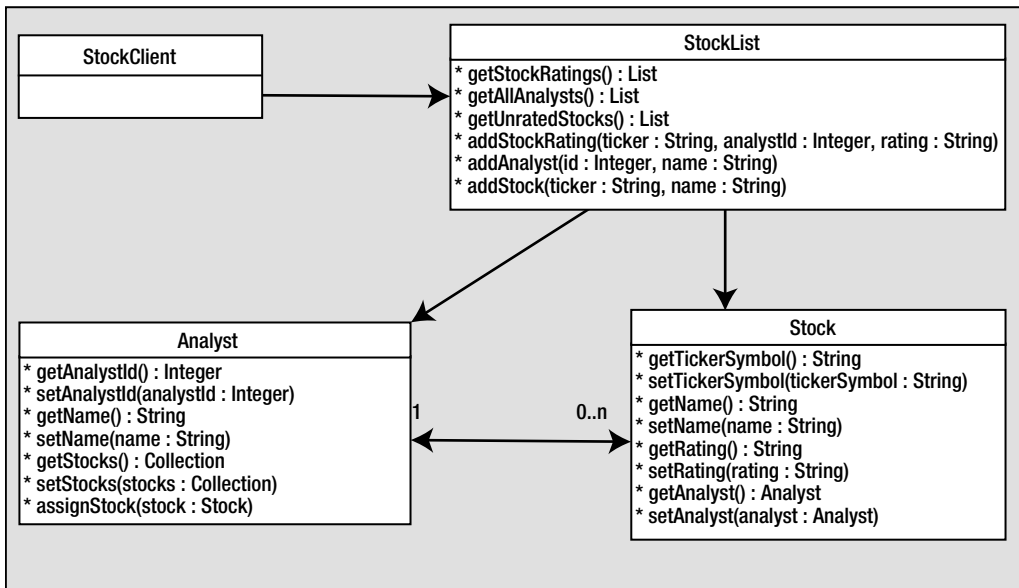 StockClient
StockList
* getStockRatings() : List
* getAllAnalysts() : List
* getUnratedStocks() : List
* addStockRating(ticker : String, analystId : Integer, rating : String)
* addAnalyst(id : Integer, name : String)
* addStock(ticker : String, name : String)
Analyst
* getAnalystId() : Integer
* setAnalystId(analystId : Integer)
* getName() : String
* setName(name : String)
* getStocks() : Collection
* setStocks(stocks : Collection)
* assignStock(stock : Stock)
1
0..n
Stock
* getTickerSymbol() : String
* setTickerSymbol(tickerSymbol : String)
* getName() : String
* setName(name : String)
* getRating() : String
* setRating(rating : String)
* getAnalyst() : Analyst
* setAnalyst(analyst : Analyst)